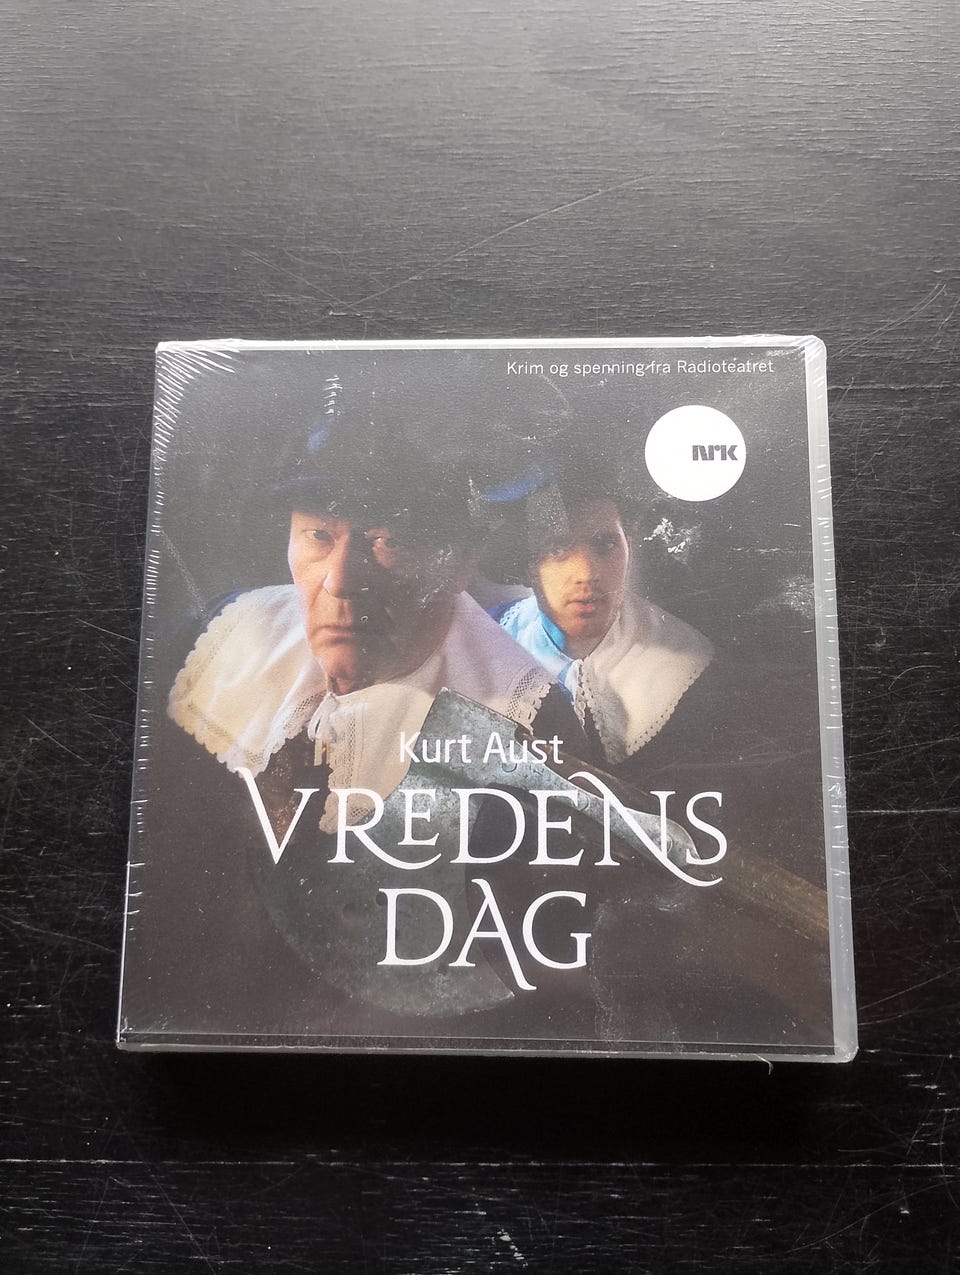 Krim og spenning fra Radioteatret
NRK
Kurt Aust
VREDENS
DAG